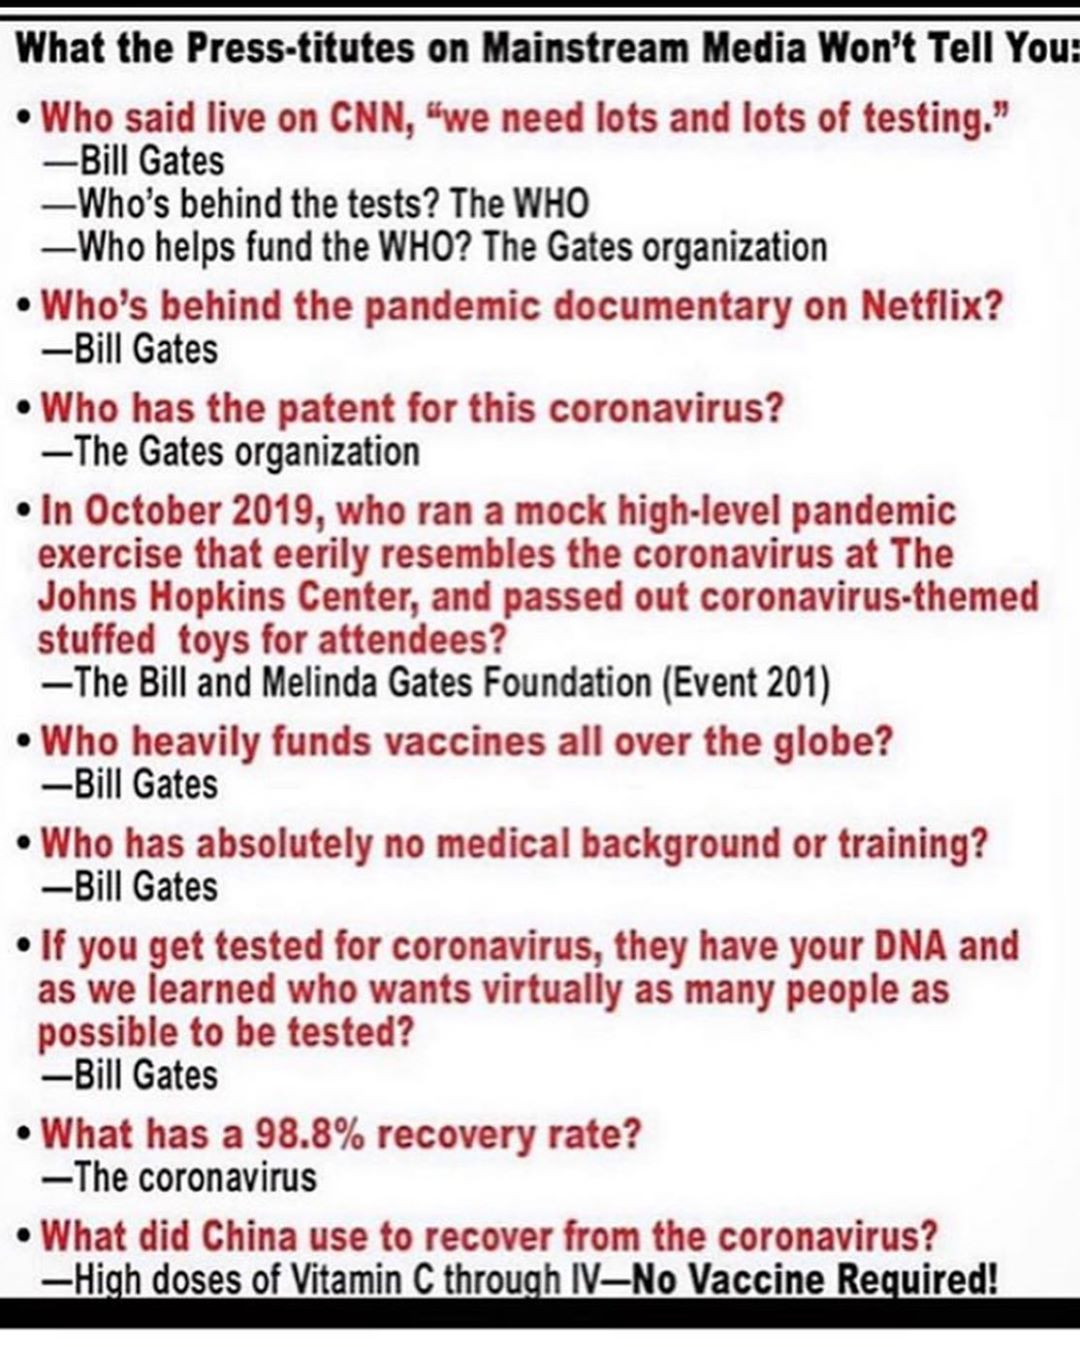 What the Press-titutes on Mainstream Media Won't Tell You:
• Who said live on CNN, “we need lots and lots of testing.”
—Bill Gates
—Who's behind the tests? The WHO
—Who helps fund the WHO? The Gates organization
• Who's behind the pandemic documentary on Netflix?
—Bill Gates
• Who has the patent for this coronavirus?
—The Gates organization
• In October 2019, who ran a mock high-level pandemic
exercise that eerily resembles the coronavirus at The
Johns Hopkins Center, and passed out coronavirus-themed
stuffed toys for attendees?
—The Bill and Melinda Gates Foundation (Event 201)
• Who heavily funds vaccines all over the globe?
—Bill Gates
• Who has absolutely no medical background or training?
—Bill Gates
• If you get tested for coronavirus, they have your DNA and
as we learned who wants virtually as many people as
possible to be tested?
—Bill Gates
• What has a 98.8% recovery rate?
—The coronavirus
• What did China use to recover from the coronavirus?
—High doses of Vitamin C through IV—No Vaccine Required!